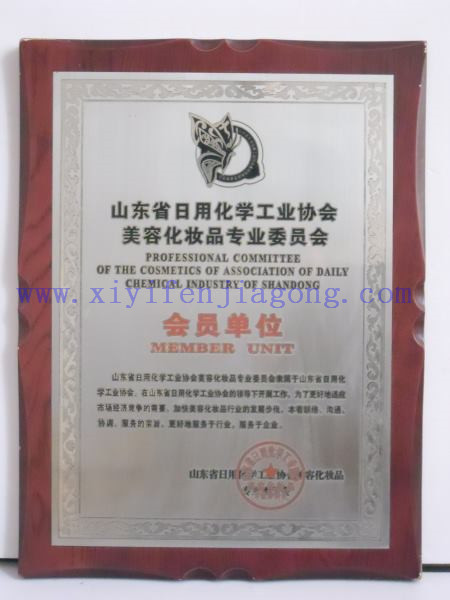 山东省日用化学工业协会
美容化妆品专业委员会
PROFESSIONAL COMMITTEE
OF THE COSMETICS OF ASSOCIATION OF DAILY
CHEMICAL INDUSTRY OF SHANDONG
www.xiyifenjiagong.com
会员单位
MEMBER UNIT
山东省日用化学工业协会美容化妆品专业委员会隶属于山东省日用化
学工业协会，在山东省日用化学工业协会的领导下开展工作，为了更好地适应
市场经济竞争的需要，加快美容化妆品行业的发展步伐，本着联络、沟通、
协调、服务的宗旨，更好地服务于行业，服务于企业。
山东省日用化学工业协会美容化妆品